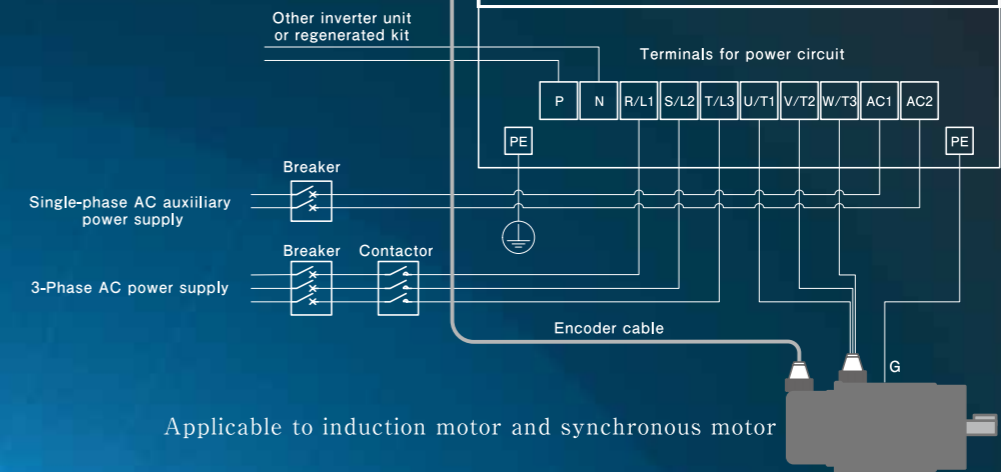 Other inverter unit
or regenerated kit
Terminals for power circuit
P N R/L1 S/L2 T/L3 U/T1 V/T2 W/T3 AC1 AC2
PE PE
Breaker
Single-phase AC auxiiliary
power supply
Breaker Contactor
3-Phase AC power supply
Encoder cable
G
Applicable to induction motor and synchronous motor